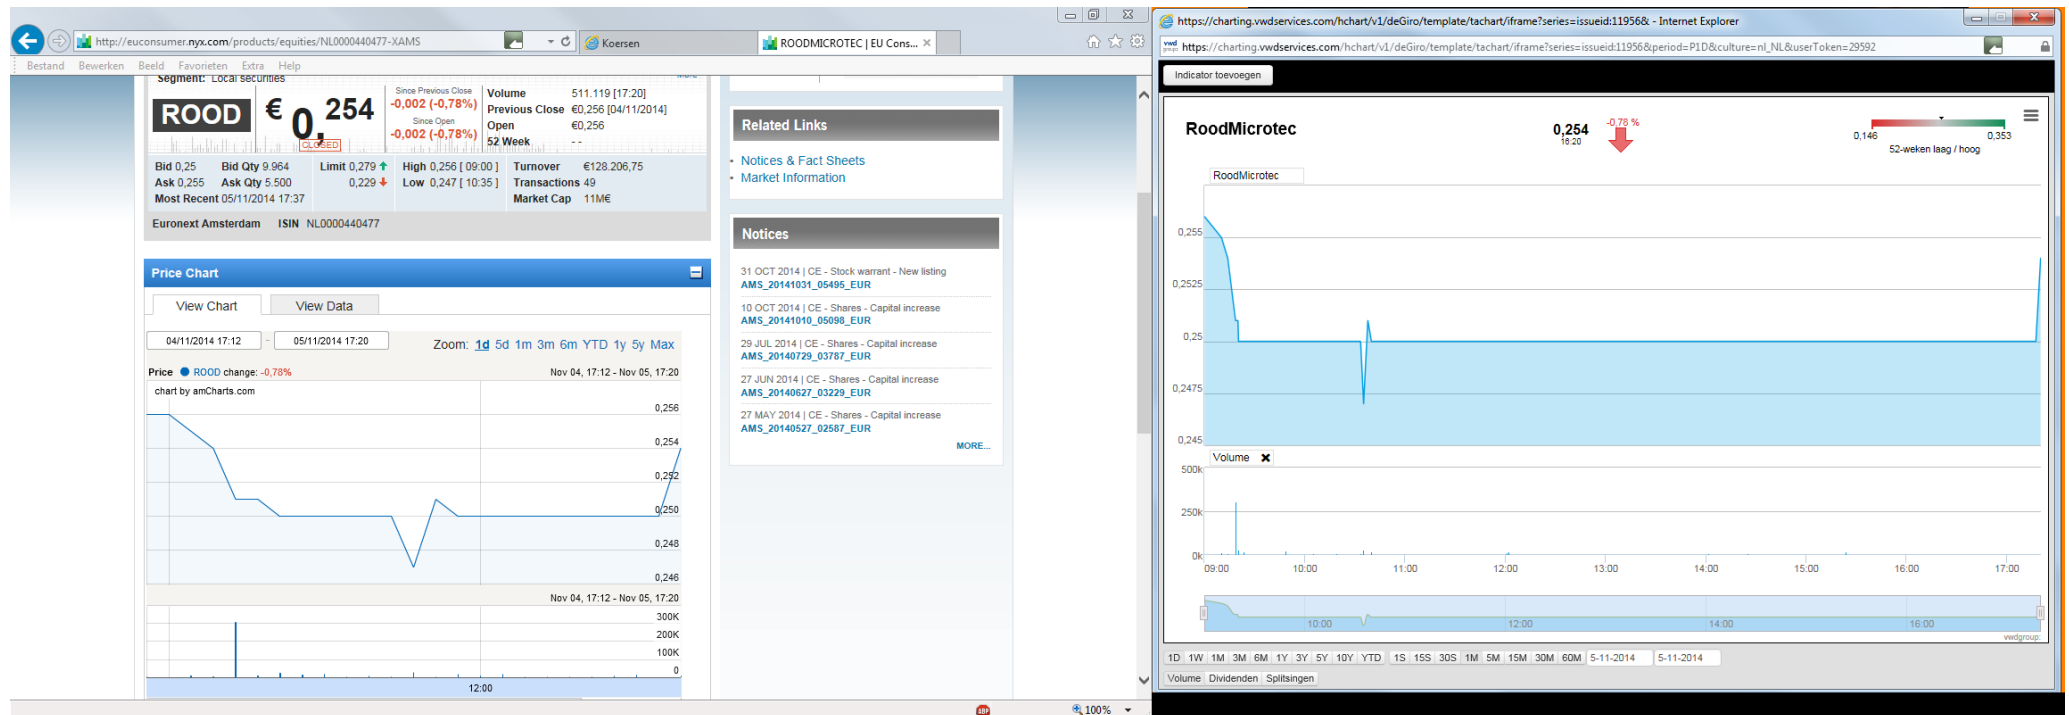 http://euconsumer.nyx.com/products/equities/NL0000440477-XAMS
Koersen
ROODMICROTEC | EU Cons...
Bestand Bewerken Beeld Favorieten Extra Help
Segment: Local securities
ROOD
€ 0,254
CLOSED
Since Previous Close
-0,002 (-0,78%)
Since Open
-0,002 (-0,78%)
Volume 511.119 [17:20]
Previous Close €0,256 [04/11/2014]
Open €0,256
52 Week - -
Bid 0,25 Bid Qty 9.964 Limit 0,279 High 0,256 [ 09:00 ] Turnover €128.206,75
Ask 0,255 Ask Qty 5.500 0,229 Low 0,247 [ 10:35 ] Transactions 49
Most Recent 05/11/2014 17:37 Market Cap 11M€
Euronext Amsterdam ISIN NL0000440477
Price Chart
View Chart View Data
04/11/2014 17:12 - 05/11/2014 17:20 Zoom: 1d 5d 1m 3m 6m YTD 1y 5y Max
Price ROOD change: -0,78% Nov 04, 17:12 - Nov 05, 17:20
chart by amCharts.com
0,256
0,254
0,252
0,250
0,248
0,246
Nov 04, 17:12 - Nov 05, 17:20
300K
200K
100K
0
12:00
Related Links
Notices & Fact Sheets
Market Information
Notices
31 OCT 2014 | CE - Stock warrant - New listing
AMS_20141031_05495_EUR
10 OCT 2014 | CE - Shares - Capital increase
AMS_20141010_05098_EUR
29 JUL 2014 | CE - Shares - Capital increase
AMS_20140729_03787_EUR
27 JUN 2014 | CE - Shares - Capital increase
AMS_20140627_03229_EUR
27 MAY 2014 | CE - Shares - Capital increase
AMS_20140527_02587_EUR
MORE...
ABP
100%
https://charting.vwdservices.com/hchart/v1/deGiro/template/tachart/iframe?series=issueid:11956& - Internet Explorer
https://charting.vwdservices.com/hchart/v1/deGiro/template/tachart/iframe?series=issueid:11956&period=P1D&culture=nl_NL&userToken=29592
Indicator toevoegen
RoodMicrotec
0,254
16:20
-0,78 %
0,146 0,353
52-weken laag / hoog
RoodMicrotec
0,255
0,2525
0,25
0,2475
0,245
Volume
500k
250k
0k
09:00 10:00 11:00 12:00 13:00 14:00 15:00 16:00 17:00
10:00 12:00 14:00 16:00
vwdgroup:
1D 1W 1M 3M 6M 1Y 3Y 5Y 10Y YTD 1S 15S 30S 1M 5M 15M 30M 60M 5-11-2014 5-11-2014
Volume Dividenden Splitsingen